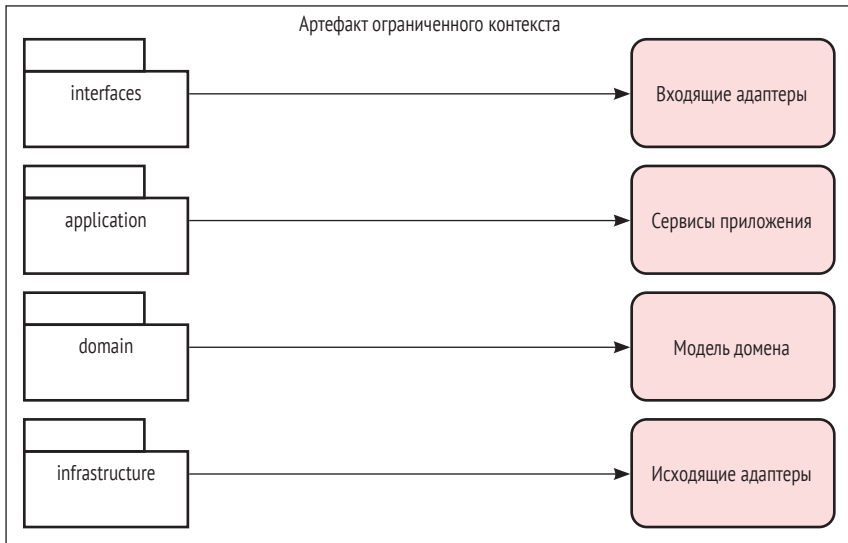 Артефакт ограниченного контекста
interfaces
Входящие адаптеры
application
Сервисы приложения
domain
Модель домена
infrastructure
Исходящие адаптеры